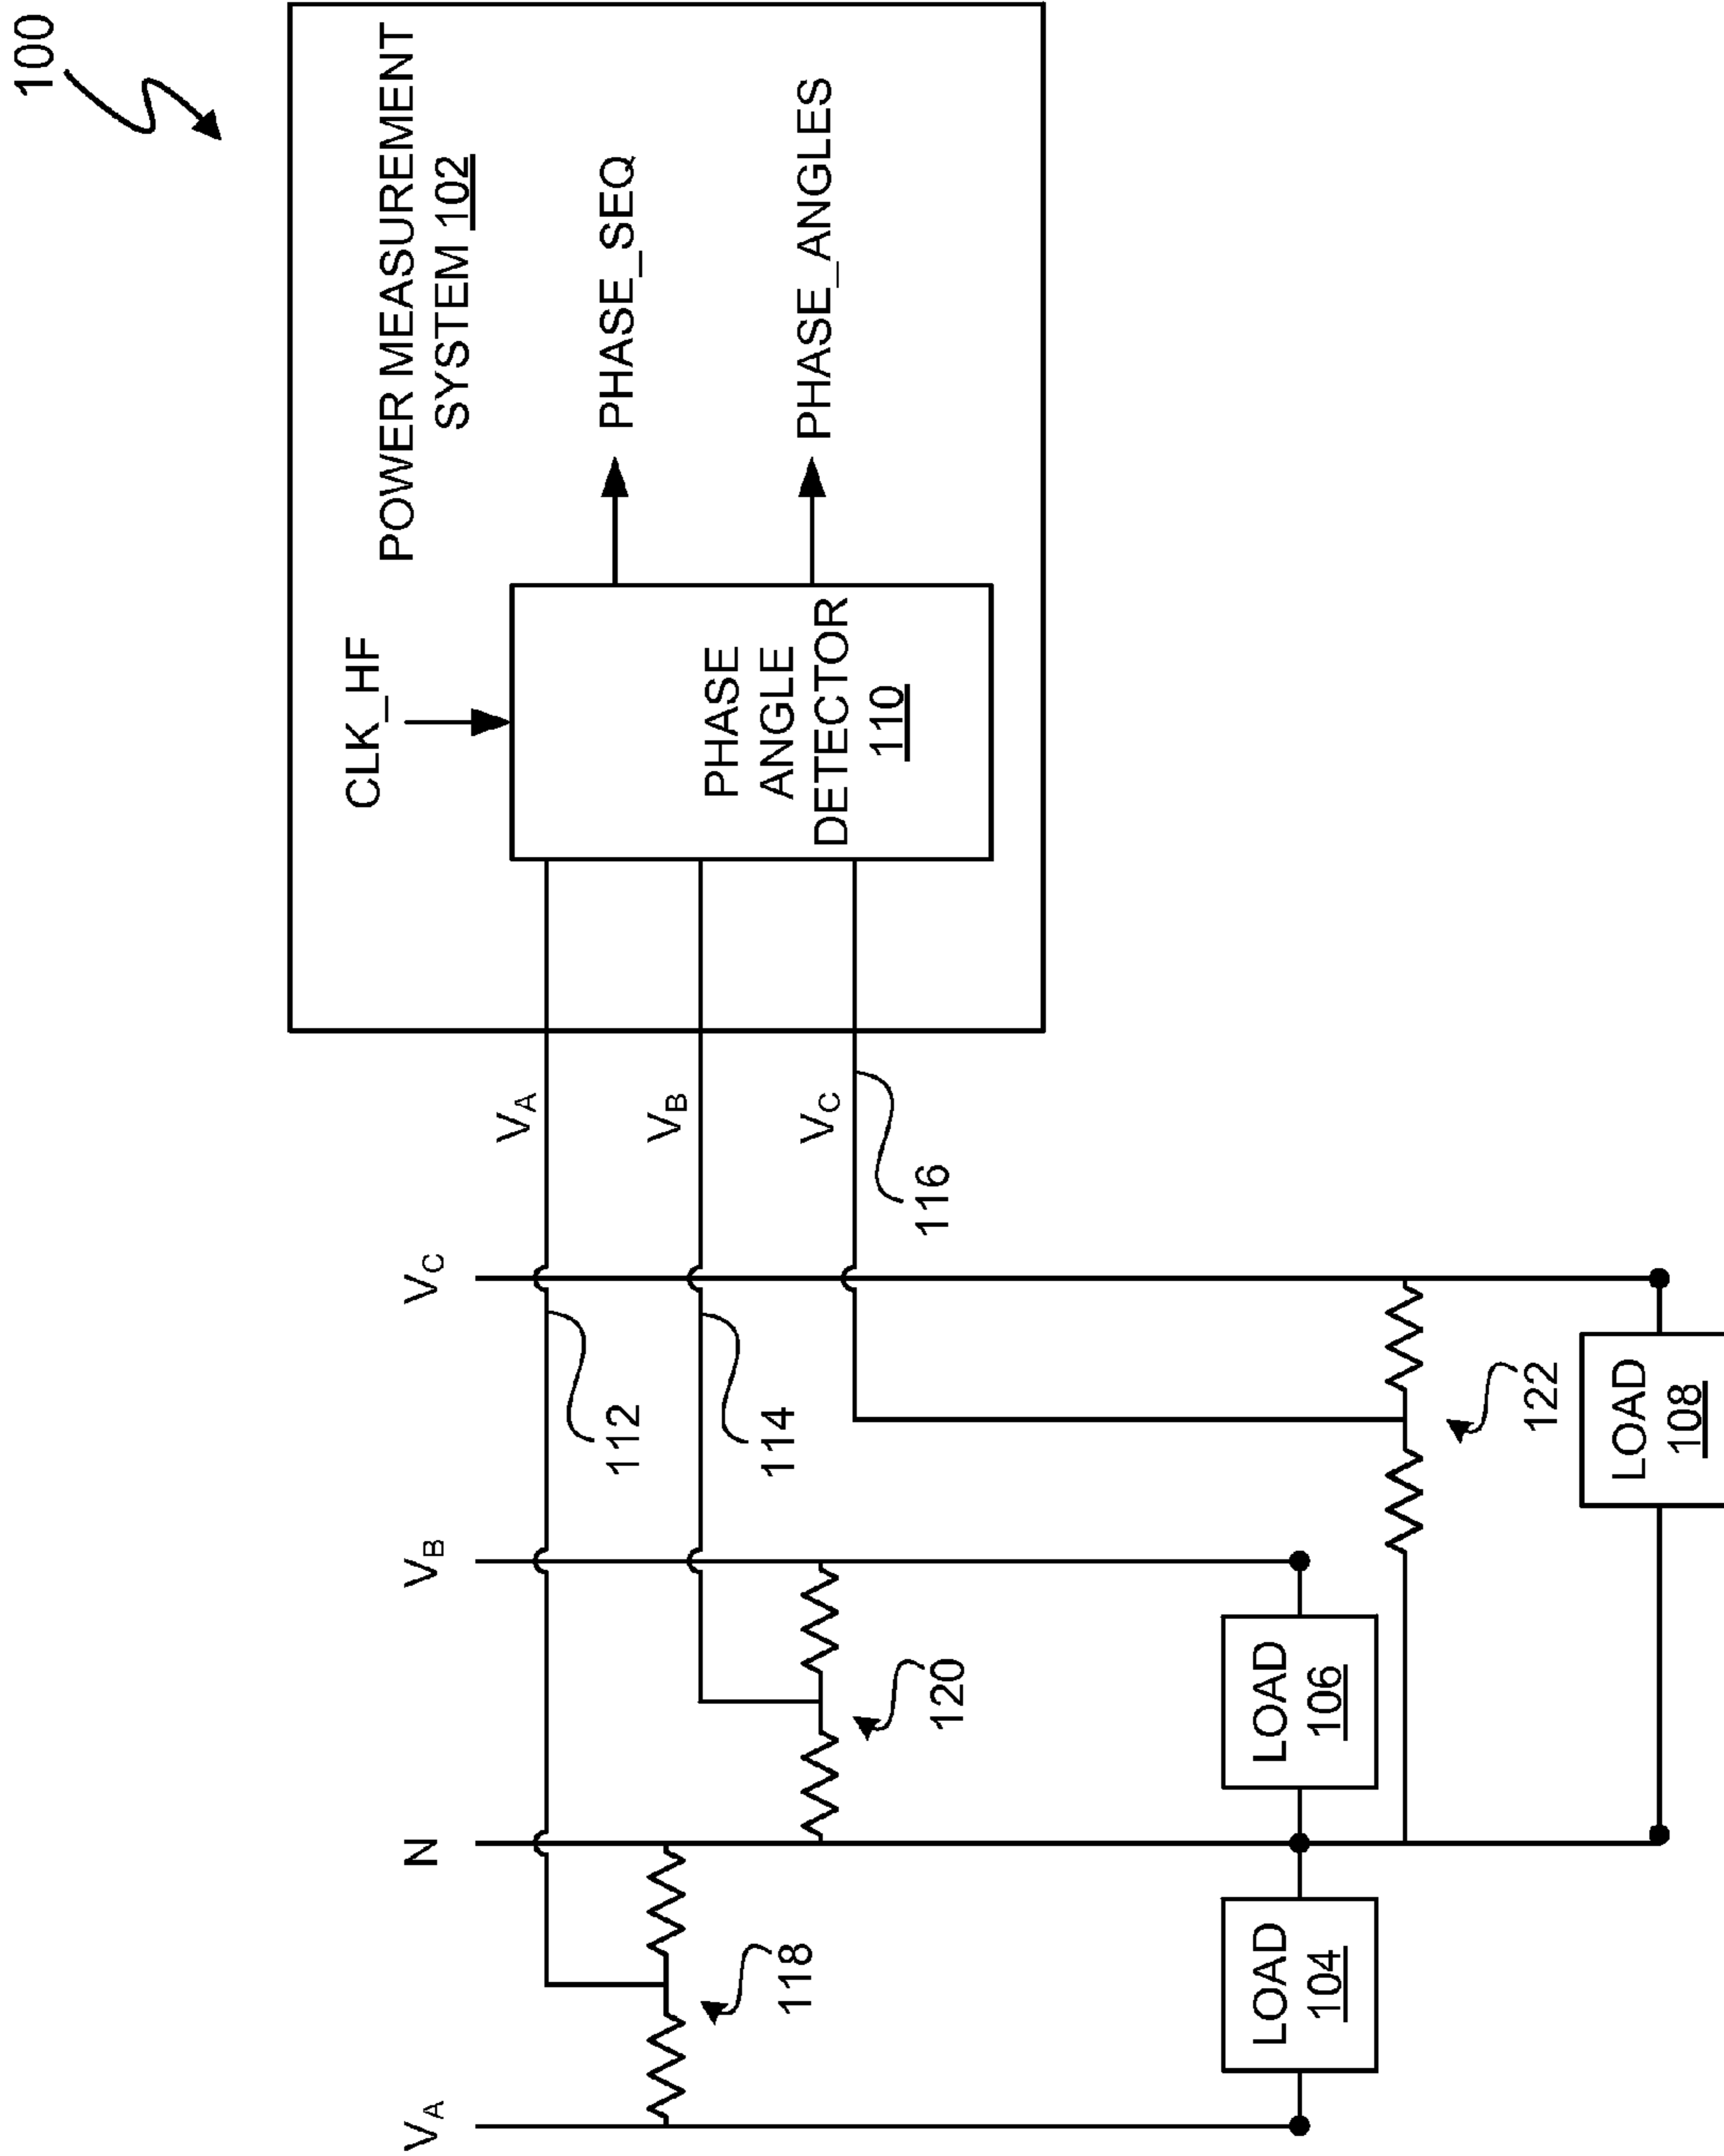 100
POWER MEASUREMENT
SYSTEM 102
CLK_HF
PHASE_SEQ
PHASE_ANGLES
PHASE
ANGLE
DETECTOR
110
VA
VB
VC
116
VA
N
VB
VC
112
114
118
120
122
LOAD
104
LOAD
106
LOAD
108